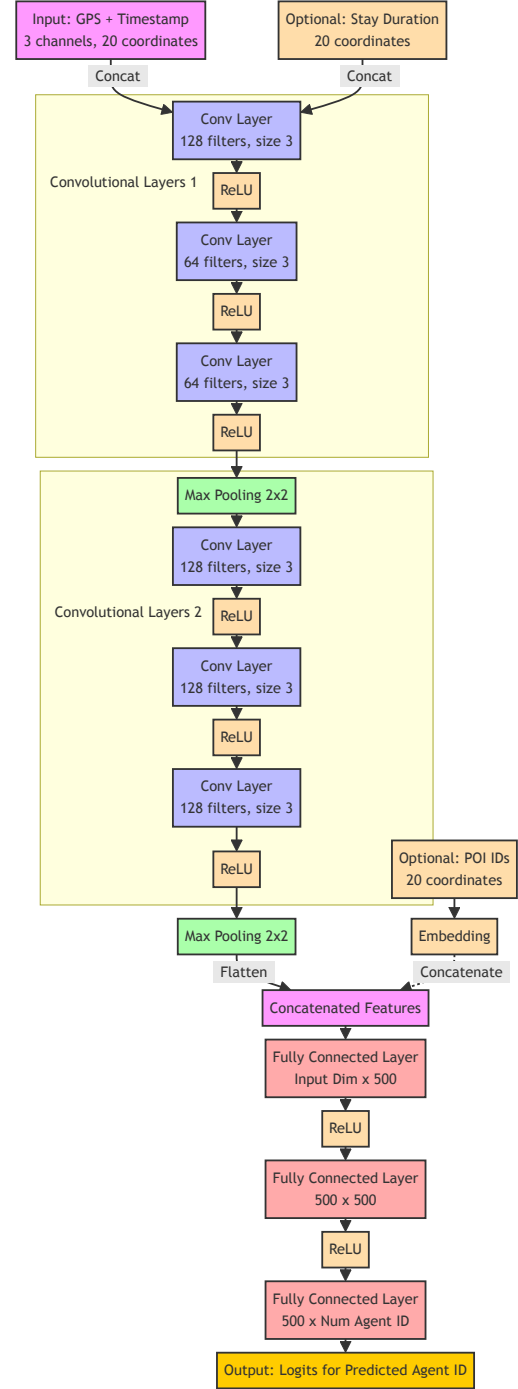 Input: GPS + Timestamp
3 channels, 20 coordinates
Optional: Stay Duration
20 coordinates
Concat
Concat
Conv Layer
128 filters, size 3
Convolutional Layers 1
ReLU
Conv Layer
64 filters, size 3
ReLU
Conv Layer
64 filters, size 3
ReLU
Max Pooling 2x2
Conv Layer
128 filters, size 3
Convolutional Layers 2
ReLU
Conv Layer
128 filters, size 3
ReLU
Conv Layer
128 filters, size 3
ReLU
Optional: POI IDs
20 coordinates
Max Pooling 2x2
Embedding
Flatten
Concatenate
Concatenated Features
Fully Connected Layer
Input Dim x 500
ReLU
Fully Connected Layer
500 x 500
ReLU
Fully Connected Layer
500 x Num Agent ID
Output: Logits for Predicted Agent ID